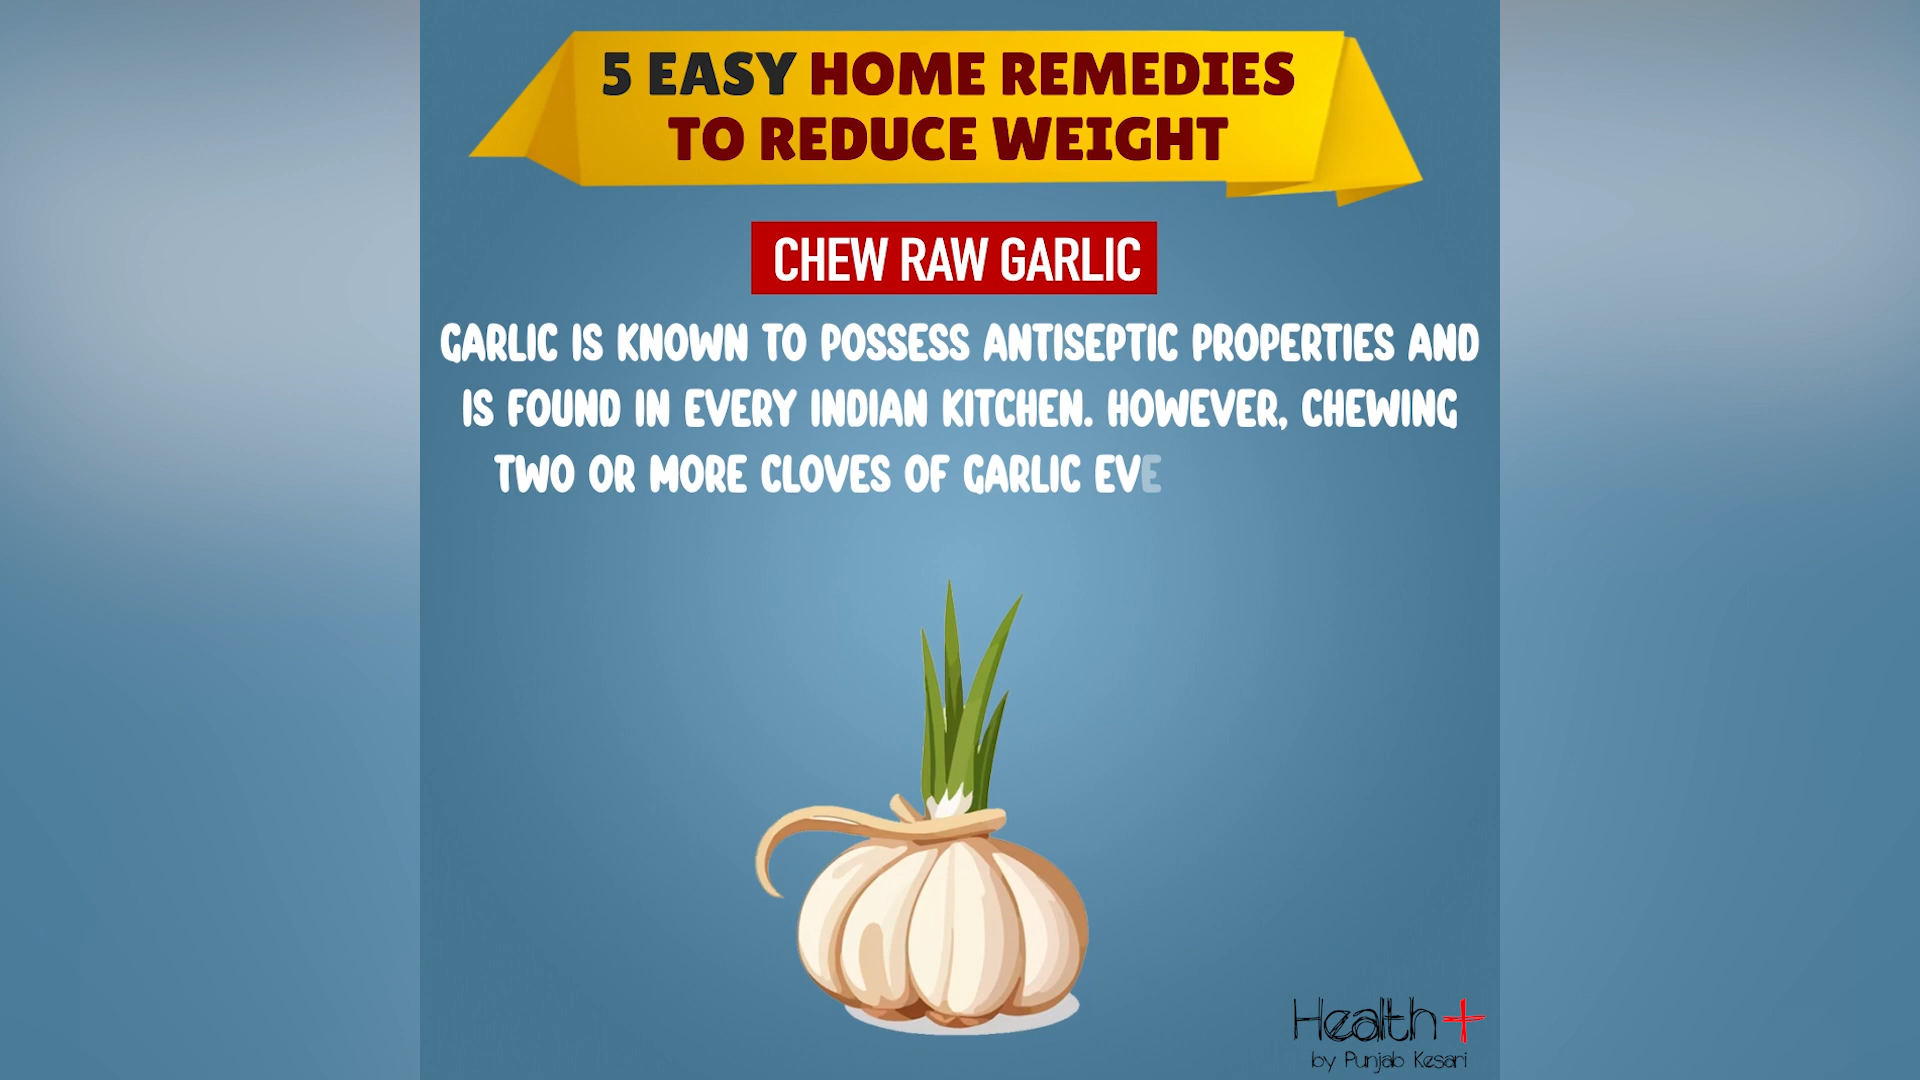 5 EASY HOME REMEDIES
TO REDUCE WEIGHT
CHEW RAW GARLIC
GARLIC IS KNOWN TO POSSESS ANTISEPTIC PROPERTIES AND
IS FOUND IN EVERY INDIAN KITCHEN. HOWEVER, CHEWING
TWO OR MORE CLOVES OF GARLIC EVE
Health+
by Punjab Kesari